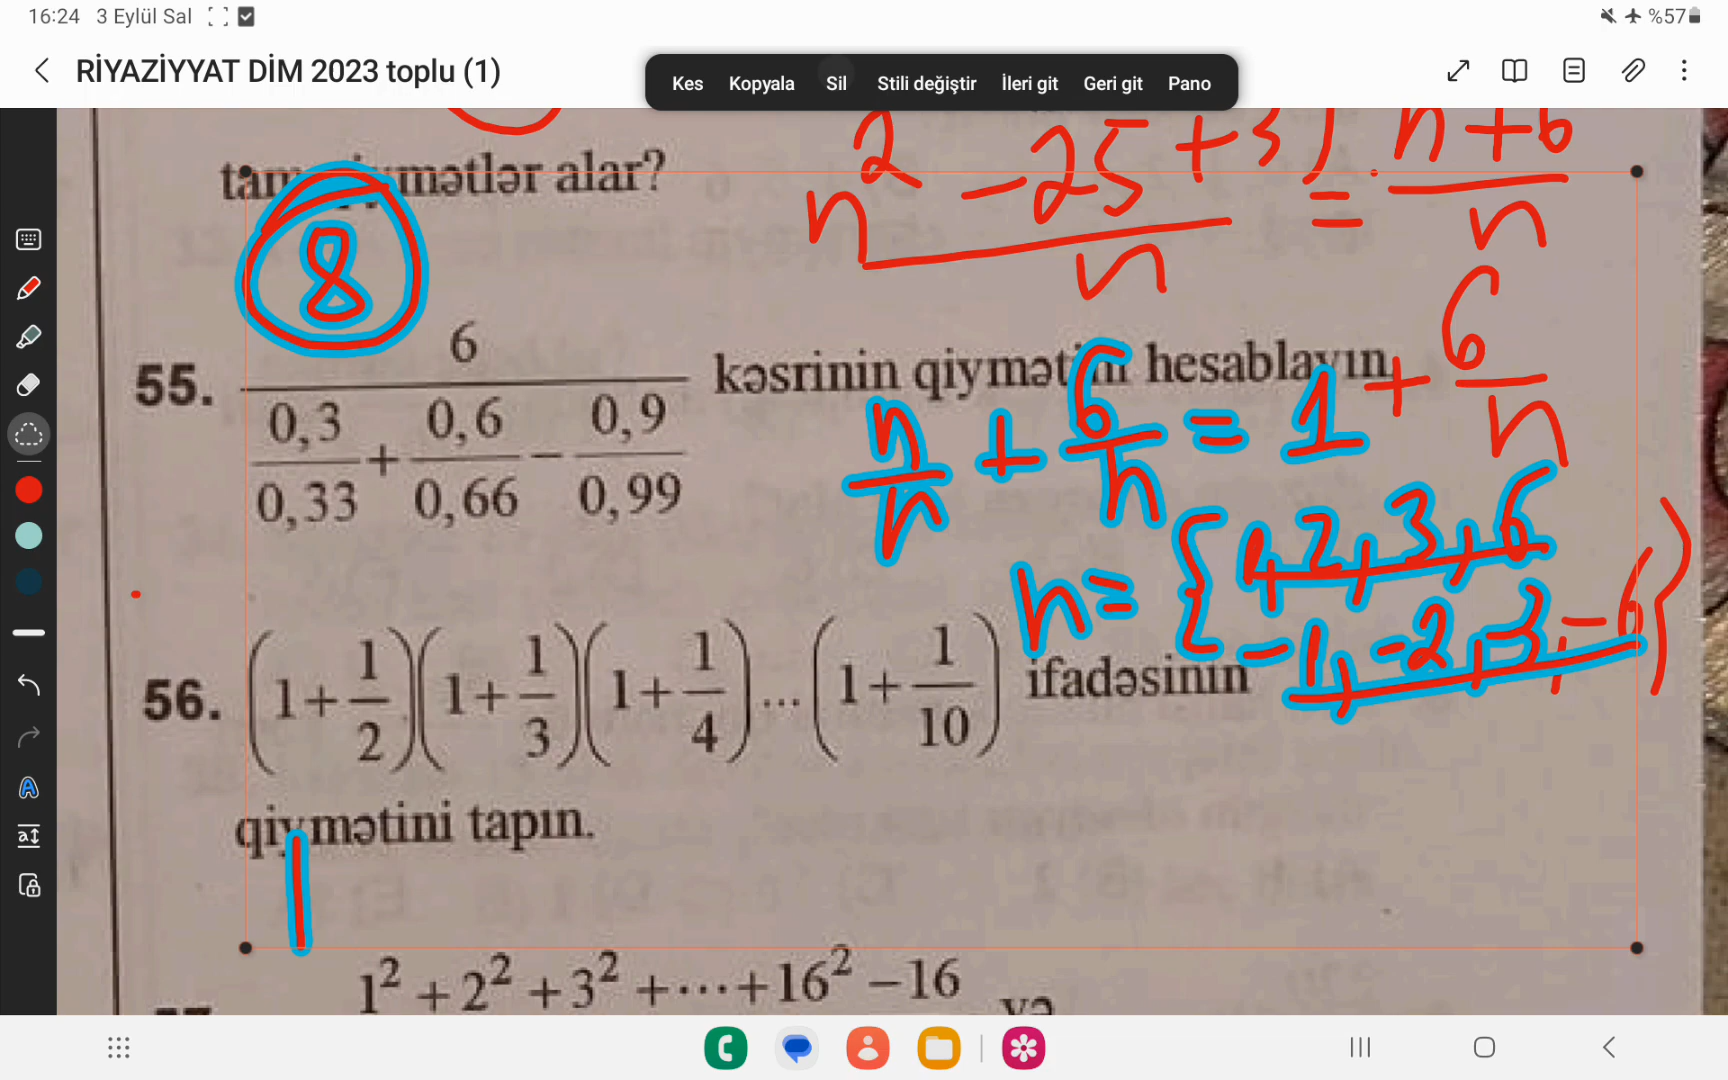 16:24 3 Eylül Sal %57
RİYAZİYYAT DİM 2023 toplu (1)
Kes Kopyala Sil Stili değiştir İleri git Geri git Pano
tam qiymətlər alar?
n² - 25 + 31 = n+6
n n
8
55. 6 / (0,3/0,33 + 0,6/0,66 − 0,9/0,99) kəsrinin qiymətini hesablayın.
n/n + 6/n = 1 + 6/n
n = {1, 2, 3, 6
-1, -2, -3, -6}
56. (1+1/2)(1+1/3)(1+1/4)...(1+1/10) ifadəsinin
qiymətini tapın.
1² + 2² + 3² + ⋯ + 16² − 16
və